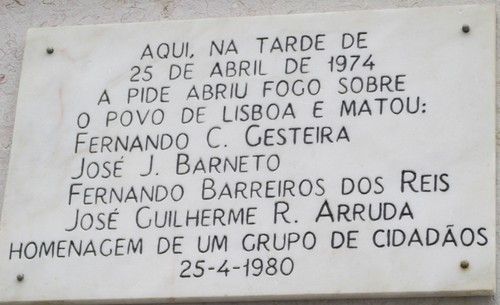 AQUI, NA TARDE DE
25 DE ABRIL DE 1974
A PIDE ABRIU FOGO SOBRE
O POVO DE LISBOA E MATOU:
FERNANDO C. GESTEIRA
JOSÉ J. BARNETO
FERNANDO BARREIROS DOS REIS
JOSÉ GUILHERME R. ARRUDA
HOMENAGEM DE UM GRUPO DE CIDADÃOS
25-4-1980